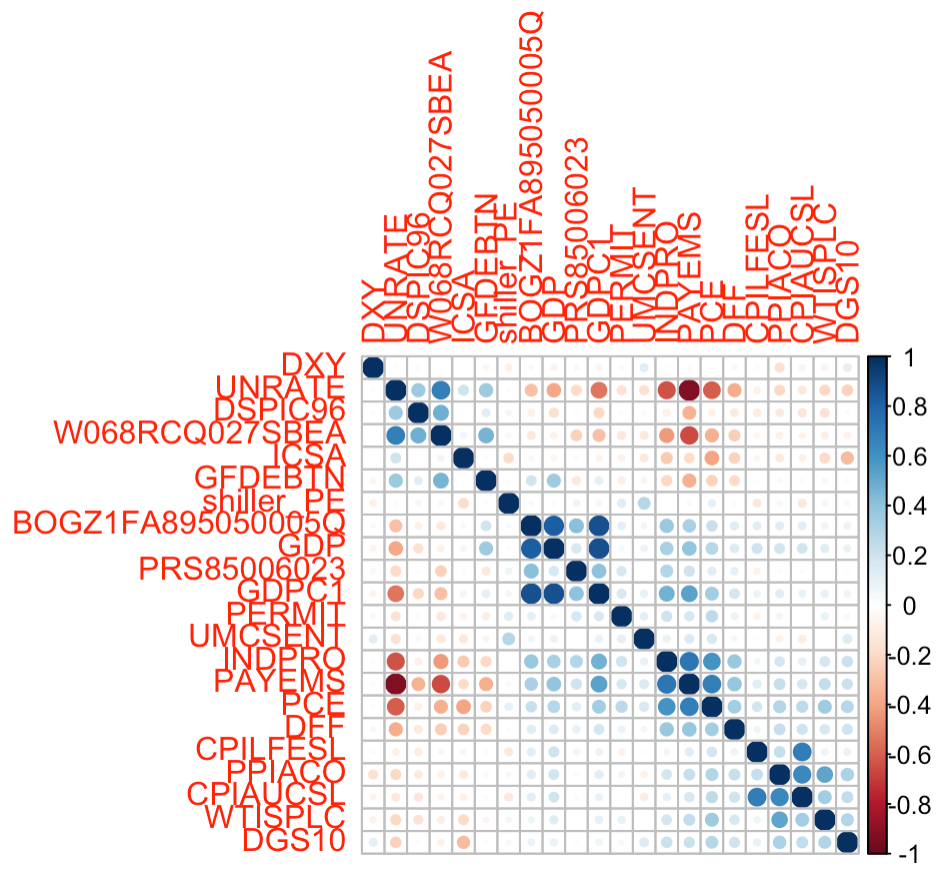 DXY
UNRATE
DSPIC96
W068RCQ027SBEA
ICSA
GFDEBTN
shiller_PE
BOGZ1FA895050005Q
GDP
PRS85006023
GDPC1
PERMIT
UMCSENT
INDPRO
PAYEMS
PCE
DFF
CPILFESL
PPIACO
CPIAUCSL
WTISPLC
DGS10
DXY
UNRATE
DSPIC96
W068RCQ027SBEA
ICSA
GFDEBTN
shiller_PE
BOGZ1FA895050005Q
GDP
PRS85006023
GDPC1
PERMIT
UMCSENT
INDPRO
PAYEMS
PCE
DFF
CPILFESL
PPIACO
CPIAUCSL
WTISPLC
DGS10
1
0.8
0.6
0.4
0.2
0
-0.2
-0.4
-0.6
-0.8
-1